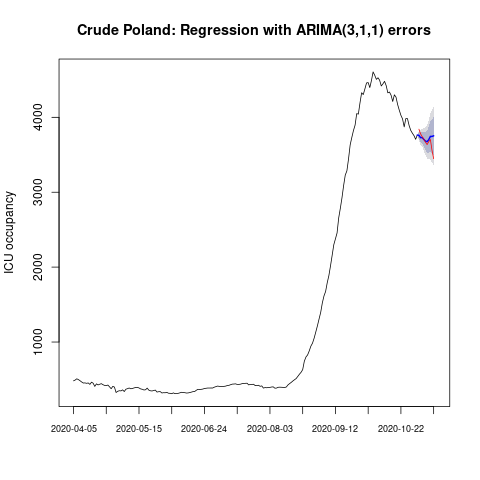 Crude Poland: Regression with ARIMA(3,1,1) errors
ICU occupancy
4000
3000
2000
1000
2020-04-05 2020-05-15 2020-06-24 2020-08-03 2020-09-12 2020-10-22